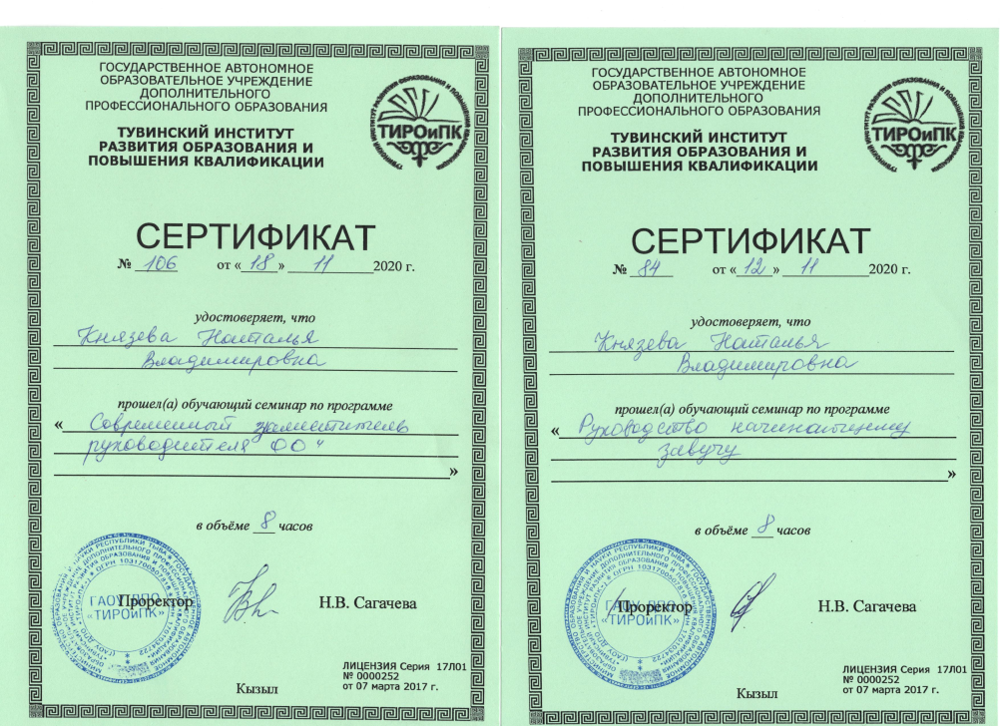 ГОСУДАРСТВЕННОЕ АВТОНОМНОЕ
ОБРАЗОВАТЕЛЬНОЕ УЧРЕЖДЕНИЕ
ДОПОЛНИТЕЛЬНОГО
ПРОФЕССИОНАЛЬНОГО ОБРАЗОВАНИЯ
ТУВИНСКИЙ ИНСТИТУТ
РАЗВИТИЯ ОБРАЗОВАНИЯ И
ПОВЫШЕНИЯ КВАЛИФИКАЦИИ
ТИРОиПК
СЕРТИФИКАТ
№ 106 от «18» 11 2020 г.
удостоверяет, что
Князева Наталья
Владимировна
прошел(а) обучающий семинар по программе
« Современный заместитель
руководителя ОО"
»
в объёме 8 часов
ГАОУ ДПО
«ТИРОиПК»
Проректор Н.В. Сагачева
ЛИЦЕНЗИЯ Серия 17Л01
№ 0000252
от 07 марта 2017 г.
Кызыл
ГОСУДАРСТВЕННОЕ АВТОНОМНОЕ
ОБРАЗОВАТЕЛЬНОЕ УЧРЕЖДЕНИЕ
ДОПОЛНИТЕЛЬНОГО
ПРОФЕССИОНАЛЬНОГО ОБРАЗОВАНИЯ
ТУВИНСКИЙ ИНСТИТУТ
РАЗВИТИЯ ОБРАЗОВАНИЯ И
ПОВЫШЕНИЯ КВАЛИФИКАЦИИ
ТИРОиПК
СЕРТИФИКАТ
№ 84 от «12» 11 2020 г.
удостоверяет, что
Князева Наталья
Владимировна
прошел(а) обучающий семинар по программе
« Руководство начинающему
завучу
»
в объёме 8 часов
ГАОУ ДПО
«ТИРОиПК»
Проректор Н.В. Сагачева
ЛИЦЕНЗИЯ Серия 17Л01
№ 0000252
от 07 марта 2017 г.
Кызыл